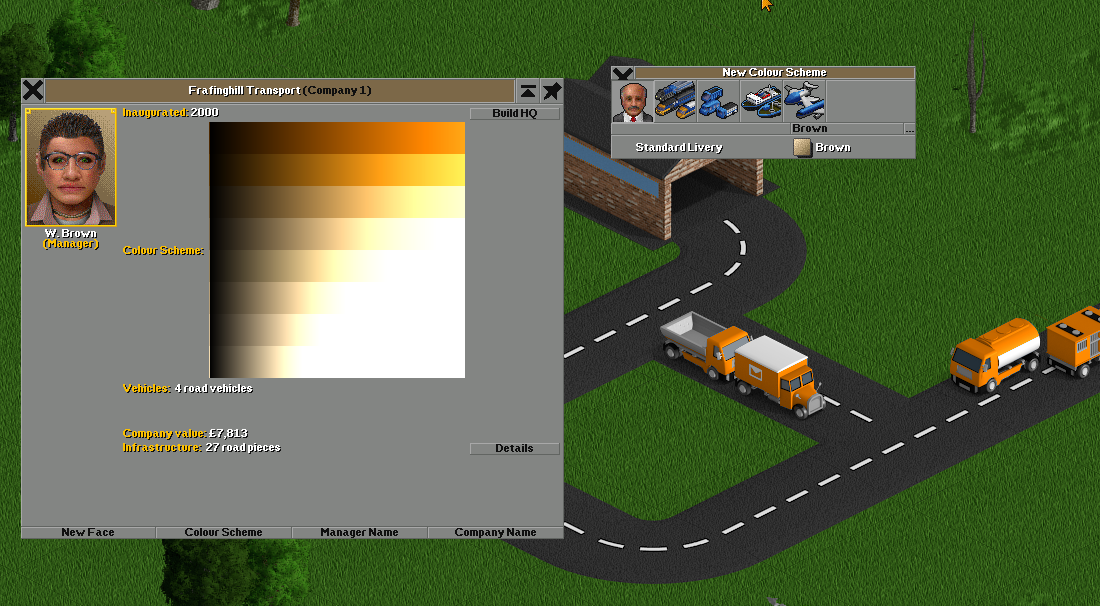 Frafinghill Transport (Company 1)
Inaugurated: 2000
Build HQ
W. Brown
(Manager)
Colour Scheme:
Vehicles: 4 road vehicles
Company value: £7,813
Infrastructure: 27 road pieces
Details
New Face
Colour Scheme
Manager Name
Company Name
New Colour Scheme
Brown
...
Standard Livery
Brown